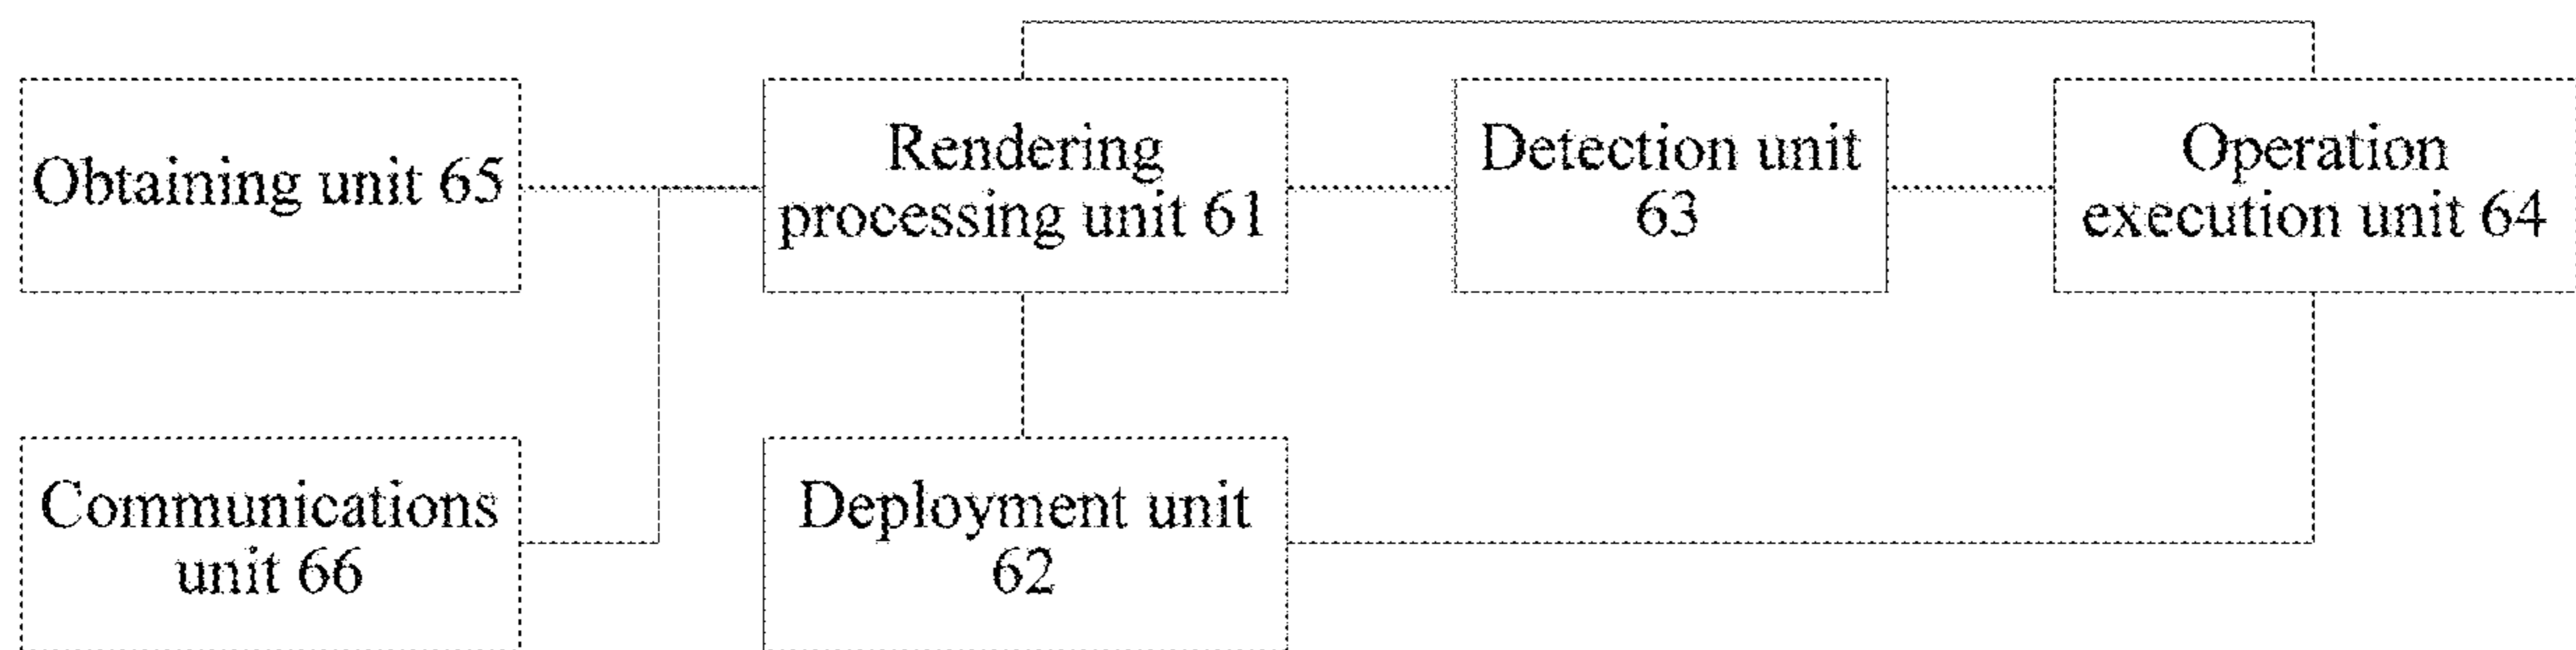 Obtaining unit 65
Rendering
processing unit 61
Detection unit
63
Operation
execution unit 64
Communications
unit 66
Deployment unit
62